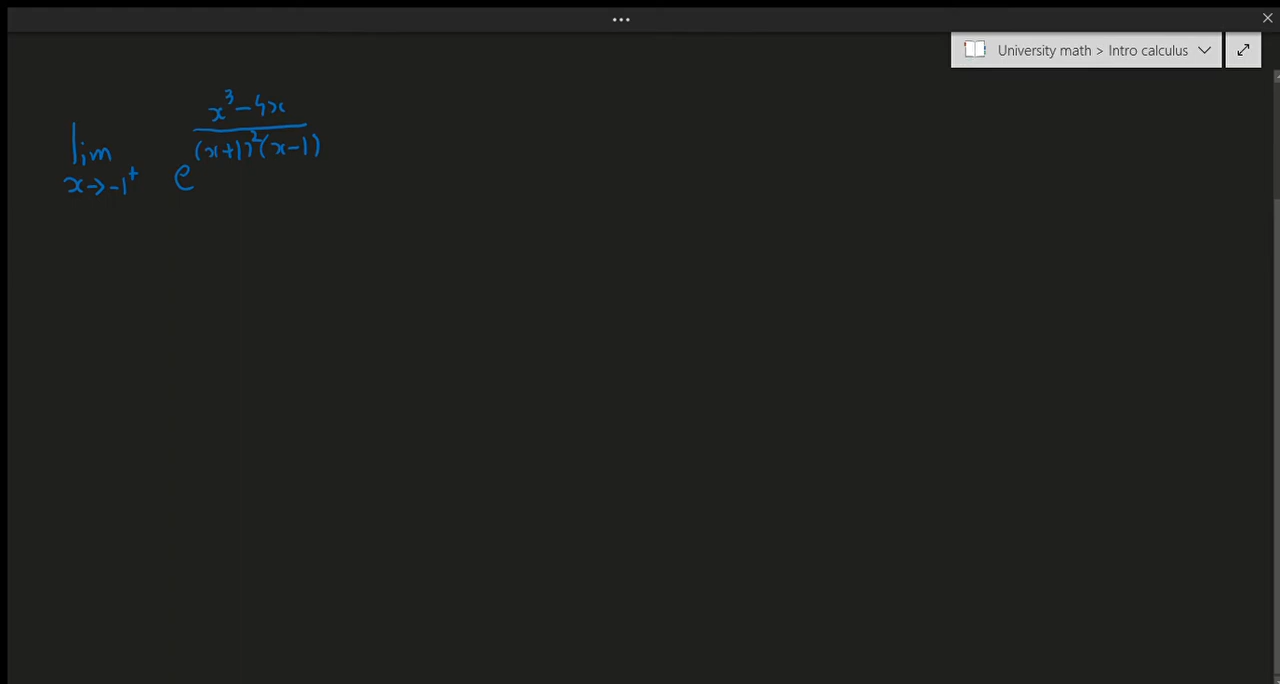 ...
University math > Intro calculus
x³ - 4x
(x+1)²(x-1)
lim e
x→-1⁺